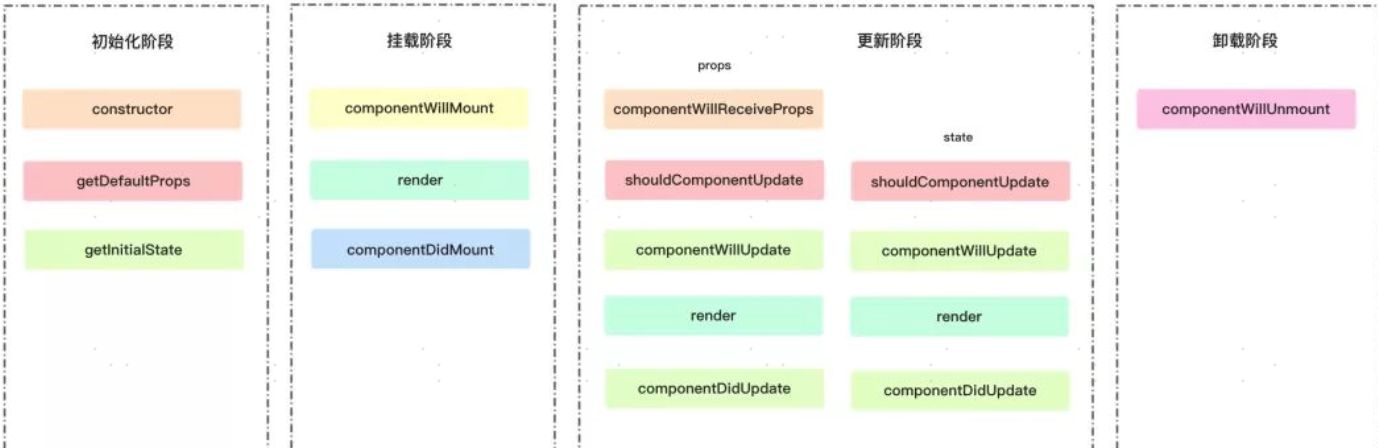 初始化阶段
constructor
getDefaultProps
getInitialState
挂载阶段
componentWillMount
render
componentDidMount
更新阶段
props
componentWillReceiveProps
shouldComponentUpdate
componentWillUpdate
render
componentDidUpdate
state
shouldComponentUpdate
componentWillUpdate
render
componentDidUpdate
卸载阶段
componentWillUnmount